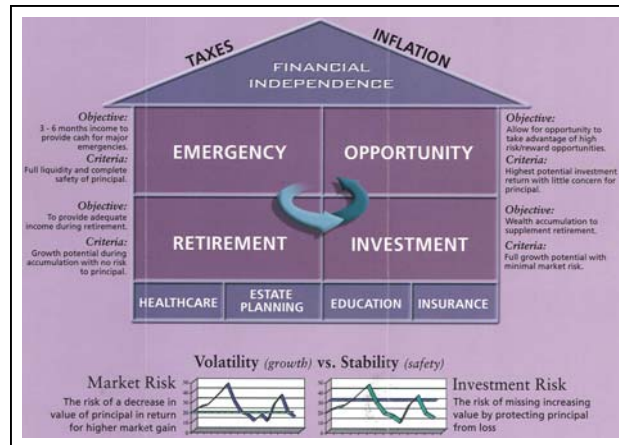 TAXES
INFLATION
FINANCIAL
INDEPENDENCE
Objective:
3 - 6 months income to
provide cash for major
emergencies.
Criteria:
Full liquidity and complete
safety of principal.
EMERGENCY
OPPORTUNITY
Objective:
Allow for opportunity to
take advantage of high
risk/reward opportunities.
Criteria:
Highest potential investment
return with little concern for
principal.
Objective:
To provide adequate
income during retirement.
Criteria:
Growth potential during
accumulation with no risk
to principal.
RETIREMENT
INVESTMENT
Objective:
Wealth accumulation to
supplement retirement.
Criteria:
Full growth potential with
minimal market risk.
HEALTHCARE
ESTATE
PLANNING
EDUCATION
INSURANCE
Volatility (growth) vs. Stability (safety)
Market Risk
The risk of a decrease in
value of principal in return
for higher market gain
Investment Risk
The risk of missing increasing
value by protecting principal
from loss